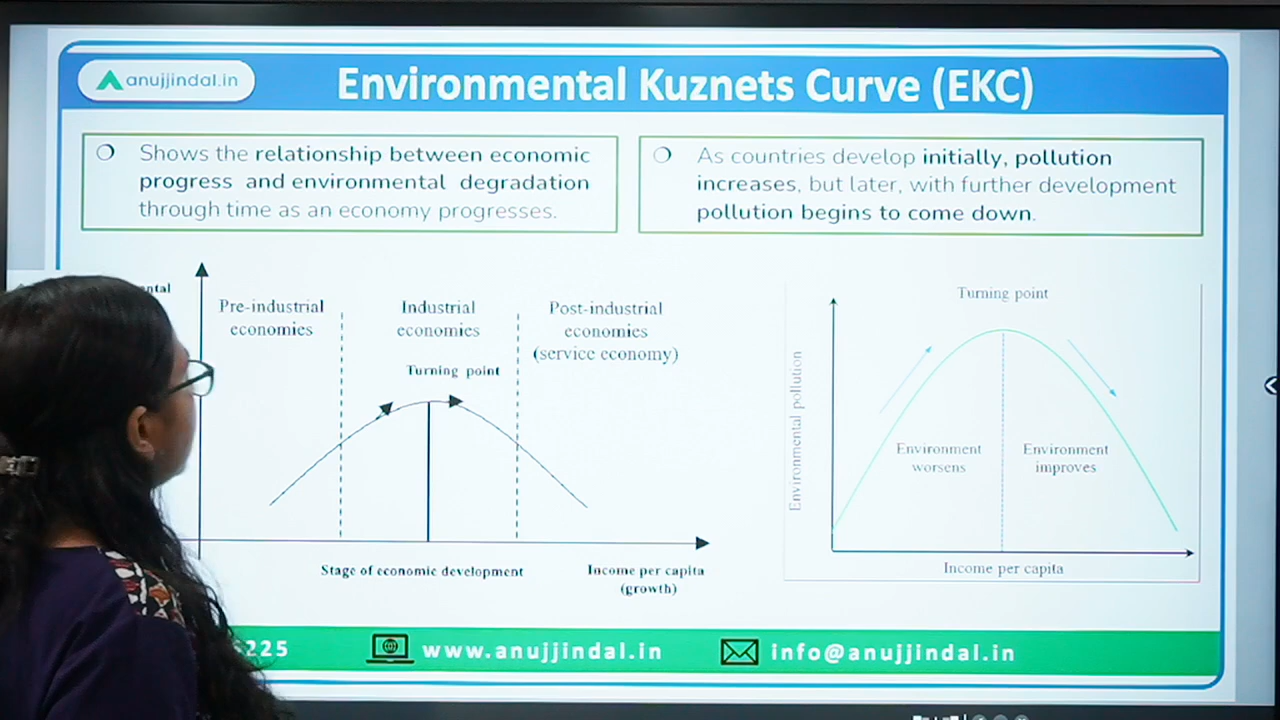 anujjindal.in
Environmental Kuznets Curve (EKC)
Shows the relationship between economic
progress and environmental degradation
through time as an economy progresses.
As countries develop initially, pollution
increases, but later, with further development
pollution begins to come down.
Pre-industrial
economies
Industrial
economies
Post-industrial
economies
(service economy)
Turning point
Stage of economic development
Income per capita
(growth)
Turning point
Environmental pollution
Environment
worsens
Environment
improves
Income per capita
225
www.anujjindal.in
info@anujjindal.in